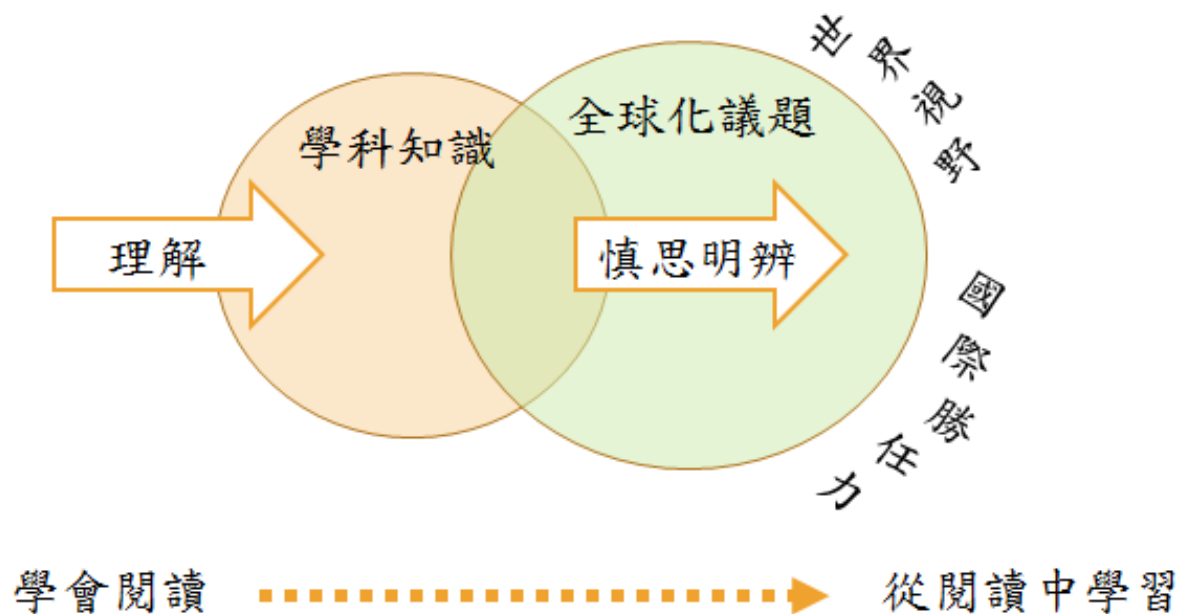 世界視野
全球化議題
學科知識
理解
慎思明辨
國際勝任力
學會閱讀
從閱讀中學習